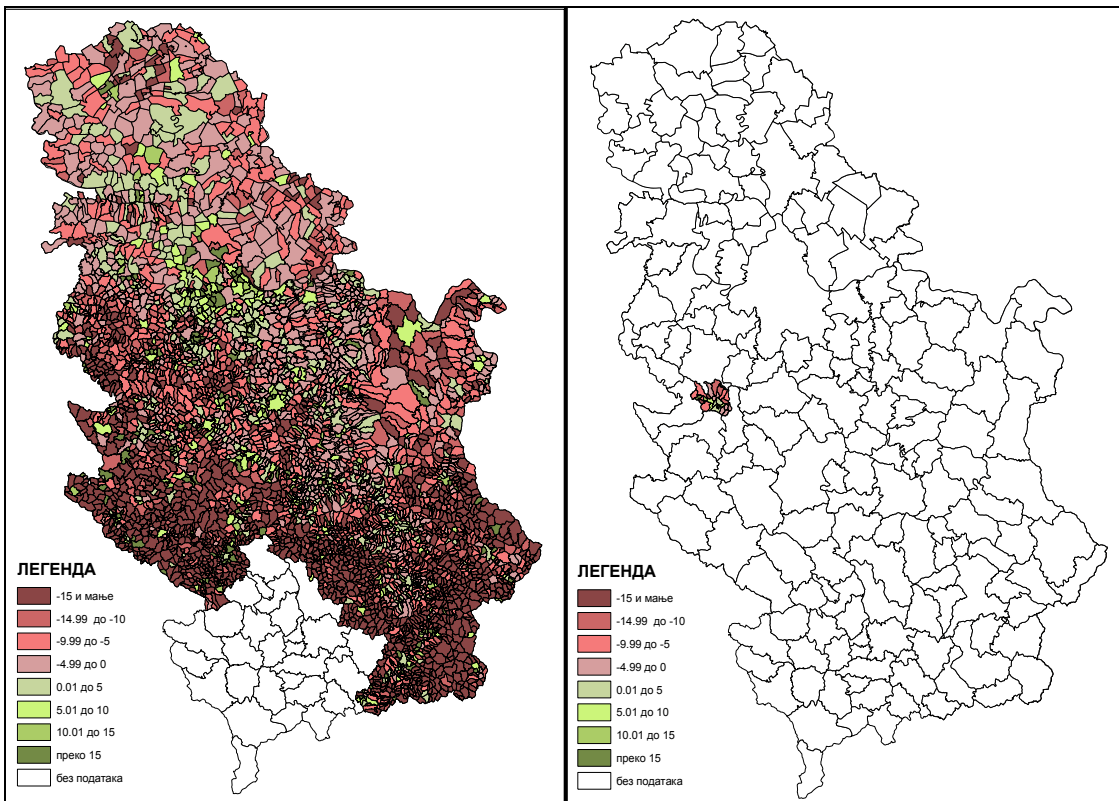 ЛЕГЕНДА
-15 и мање
-14.99 до -10
-9.99 до -5
-4.99 до 0
0.01 до 5
5.01 до 10
10.01 до 15
преко 15
без података
ЛЕГЕНДА
-15 и мање
-14.99 до -10
-9.99 до -5
-4.99 до 0
0.01 до 5
5.01 до 10
10.01 до 15
преко 15
без података